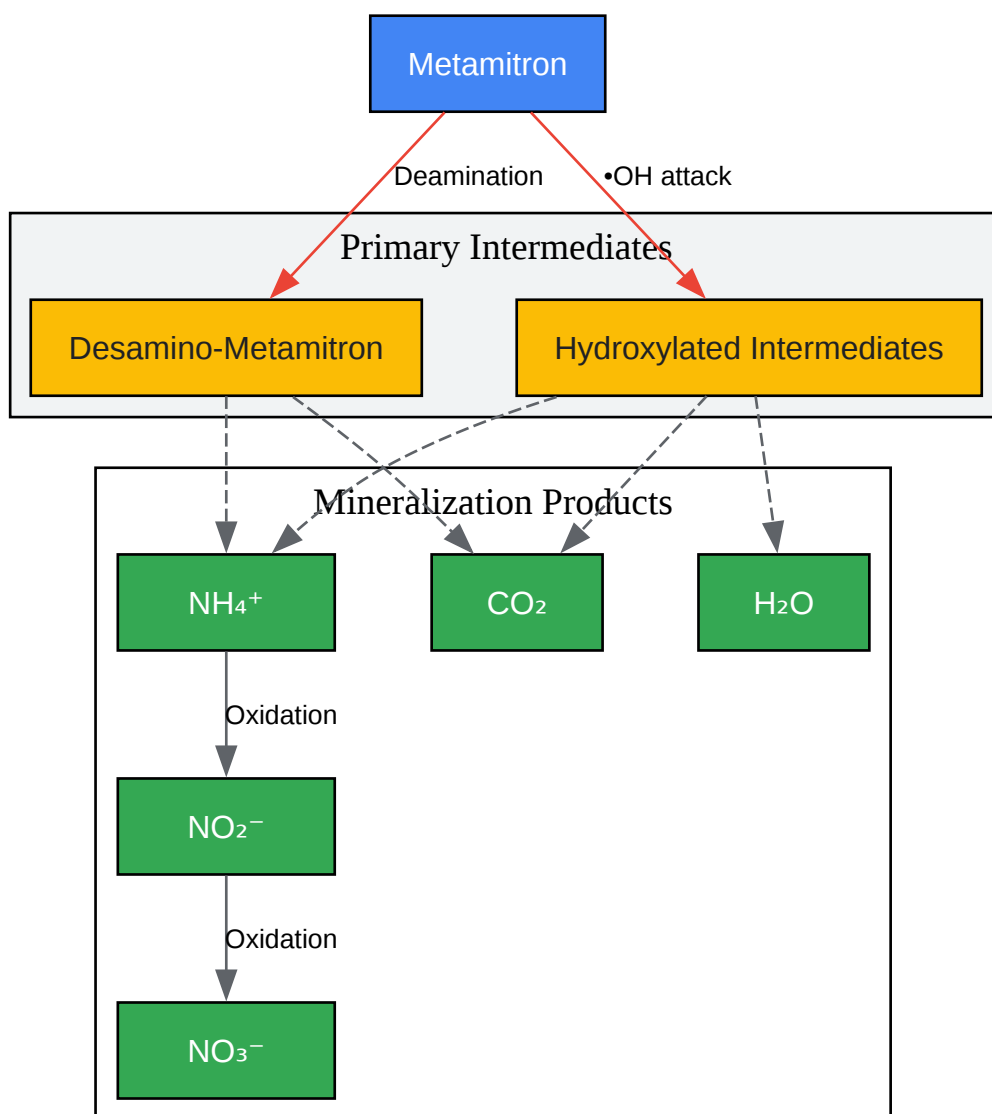 Metamitron
Deamination
•OH attack
Primary Intermediates
Desamino-Metamitron
Hydroxylated Intermediates
Mineralization Products
NH₄⁺
CO₂
H₂O
Oxidation
NO₂⁻
Oxidation
NO₃⁻